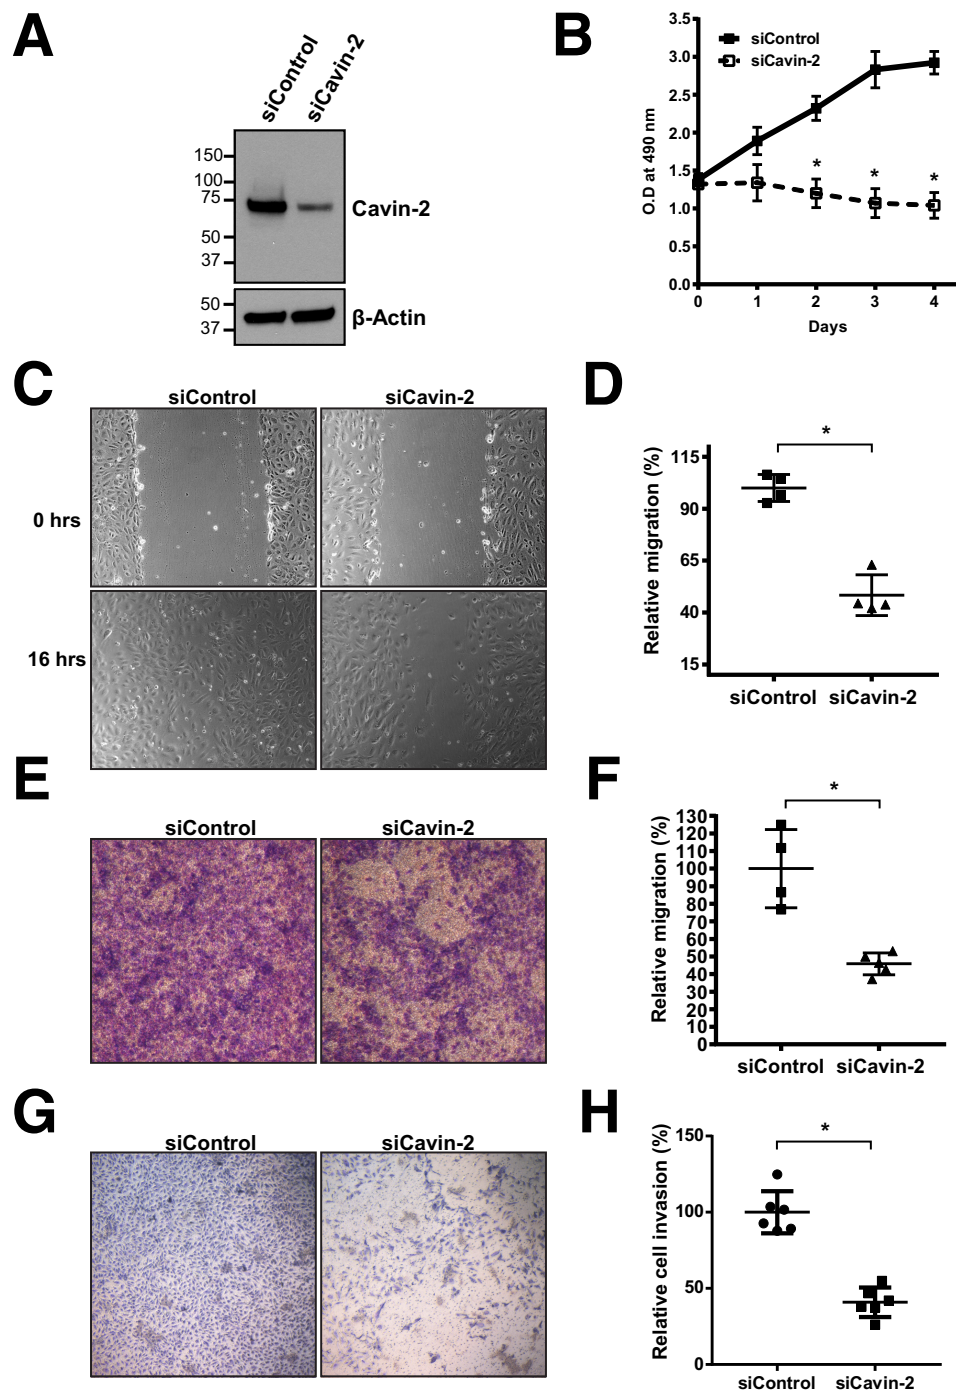 A
siControl
siCavin-2
150
100
75
50
37
Cavin-2
50
37
β-Actin
B
siControl
siCavin-2
O.D at 490 nm
3.5
3.0
2.5
2.0
1.5
1.0
0.5
0.0
* * *
0 1 2 3 4
Days
C
siControl siCavin-2
0 hrs
16 hrs
D
*
Relative migration (%)
115
90
65
40
15
siControl siCavin-2
E
siControl siCavin-2
F
*
Relative migration (%)
130
120
110
100
90
80
70
60
50
40
30
20
10
0
siControl siCavin-2
G
siControl siCavin-2
H
*
Relative cell invasion (%)
150
100
50
0
siControl siCavin-2